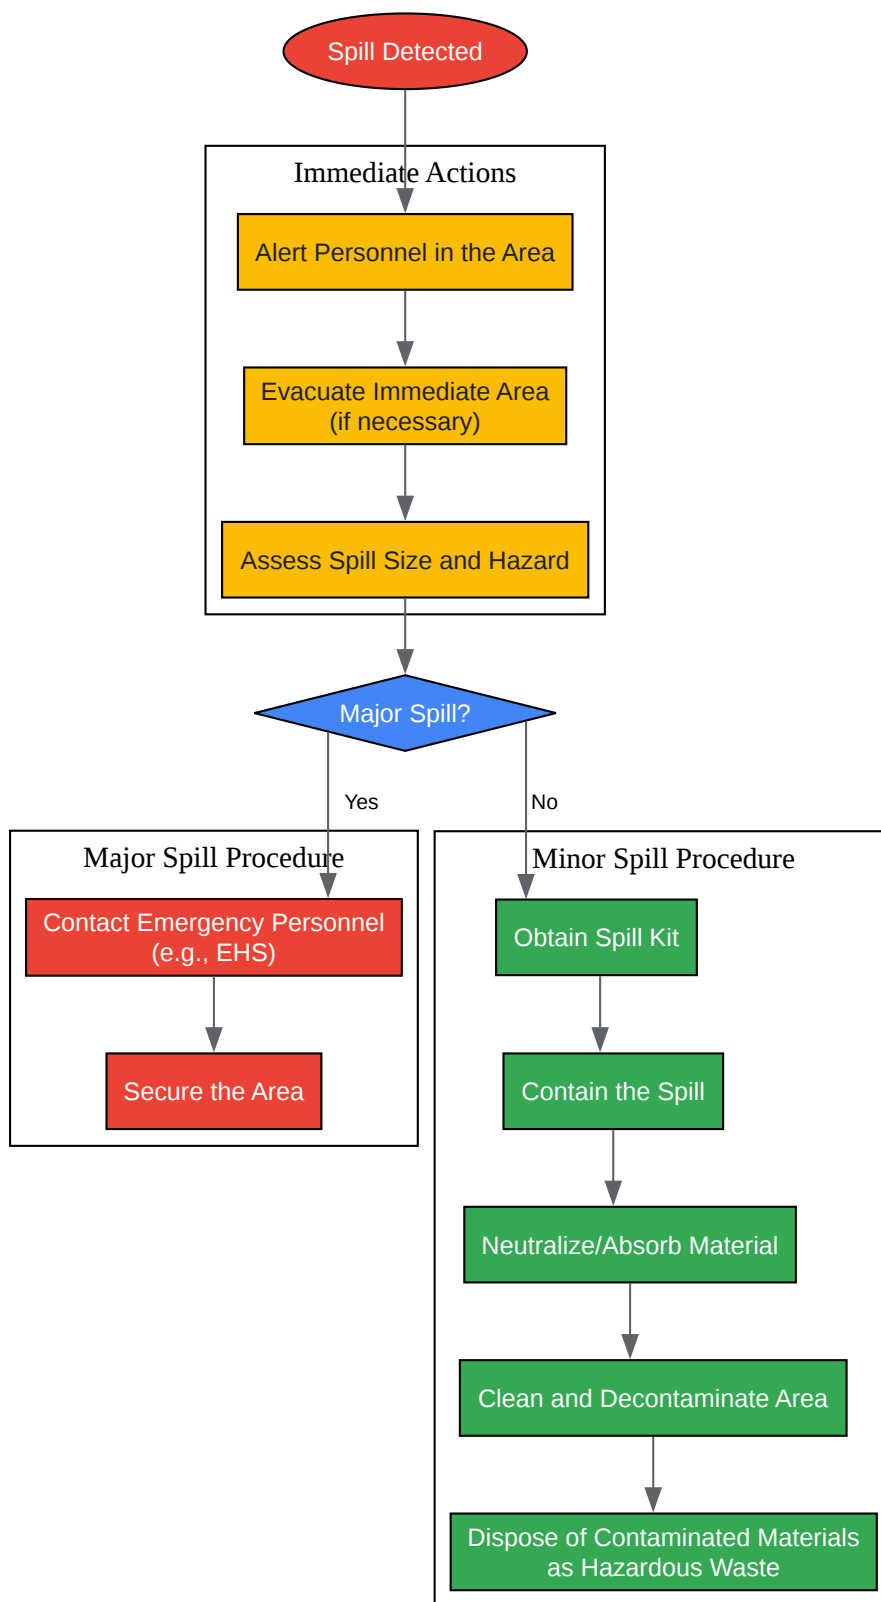 Spill Detected
Immediate Actions
Alert Personnel in the Area
Evacuate Immediate Area
(if necessary)
Assess Spill Size and Hazard
Major Spill?
Yes
No
Major Spill Procedure
Contact Emergency Personnel
(e.g., EHS)
Secure the Area
Minor Spill Procedure
Obtain Spill Kit
Contain the Spill
Neutralize/Absorb Material
Clean and Decontaminate Area
Dispose of Contaminated Materials
as Hazardous Waste